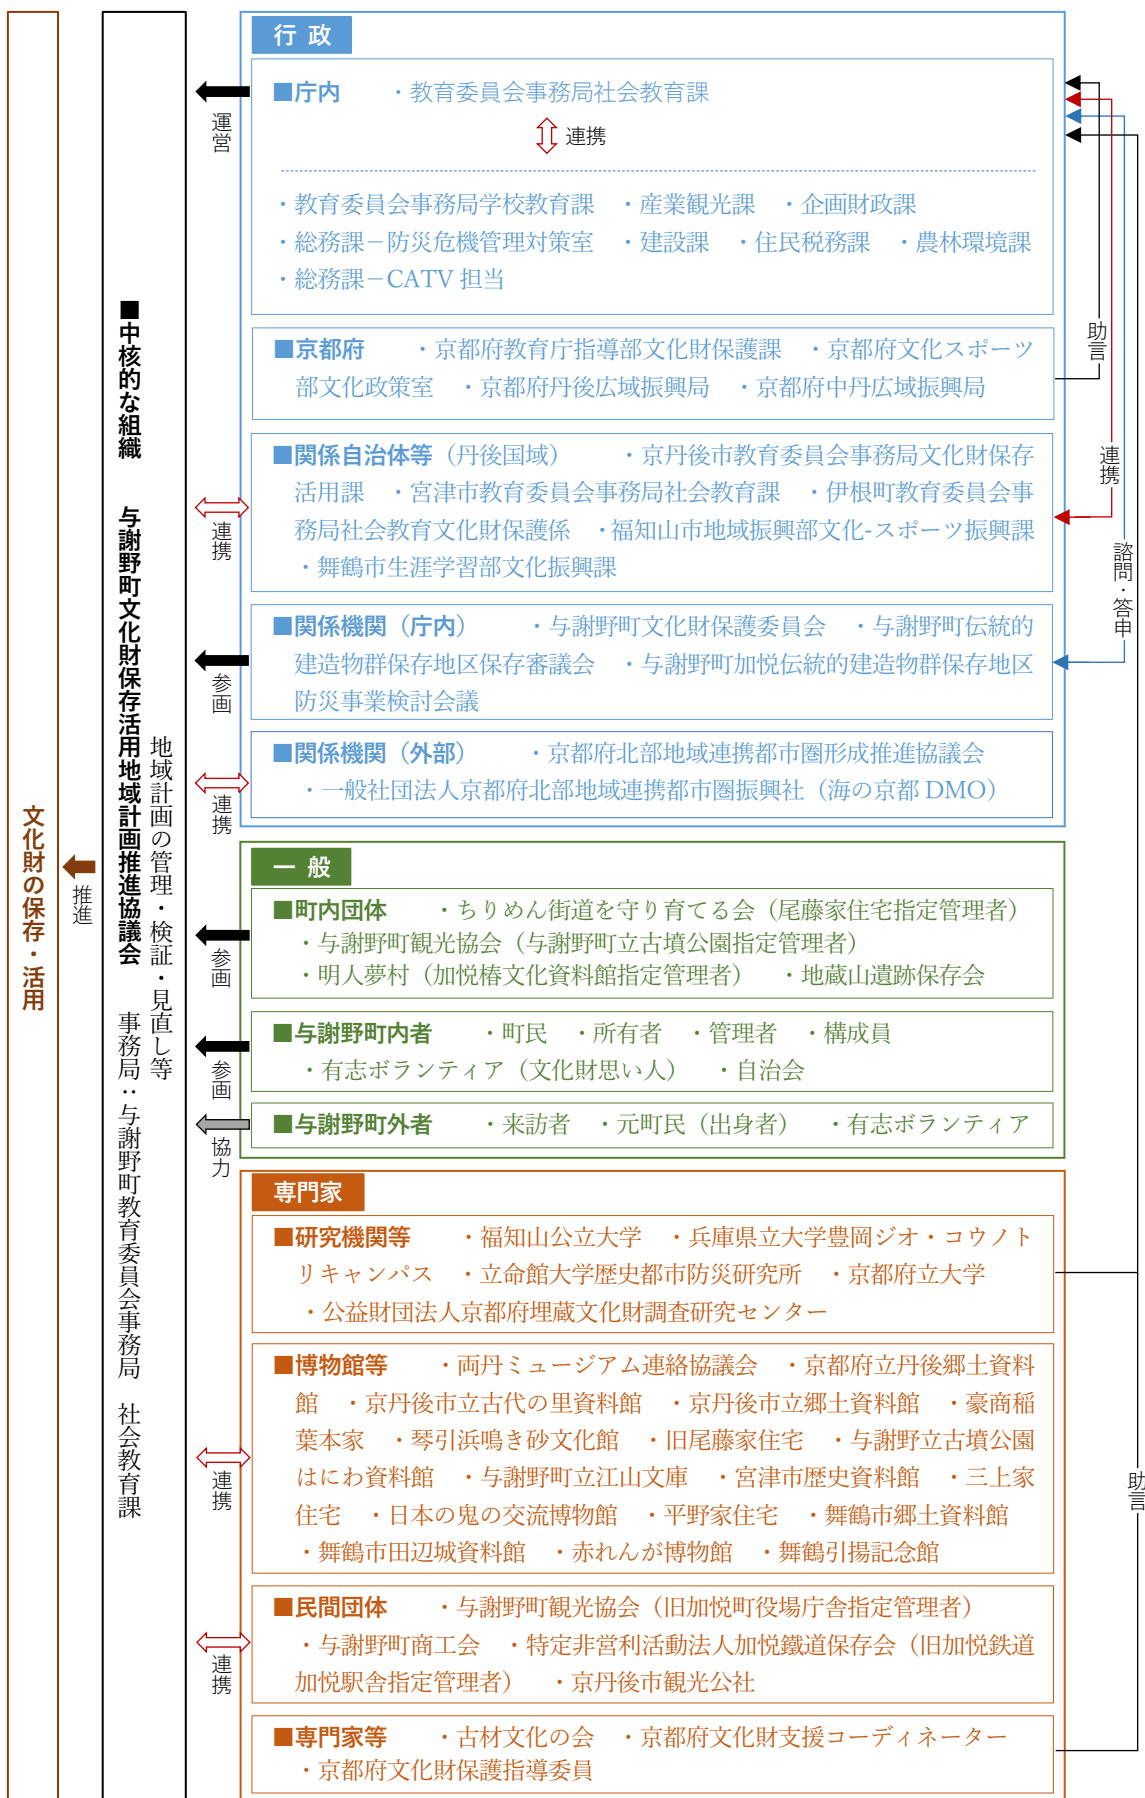 文化財の保存・活用
推進
■中核的な組織　与謝野町文化財保存活用地域計画推進協議会
地域計画の管理・検証・見直し等
事務局：与謝野町教育委員会事務局　社会教育課
行 政
■庁内　・教育委員会事務局社会教育課
運営
連携
・教育委員会事務局学校教育課　・産業観光課　・企画財政課
・総務課－防災危機管理対策室　・建設課　・住民税務課　・農林環境課
・総務課－CATV 担当
■京都府　・京都府教育庁指導部文化財保護課　・京都府文化スポーツ
部文化政策室　・京都府丹後広域振興局　・京都府中丹広域振興局
助言
■関係自治体等（丹後国域）　・京丹後市教育委員会事務局文化財保存
活用課　・宮津市教育委員会事務局社会教育課　・伊根町教育委員会事
務局社会教育文化財保護係　・福知山市地域振興部文化-スポーツ振興課
・舞鶴市生涯学習部文化振興課
連携
連携
■関係機関（庁内）　・与謝野町文化財保護委員会　・与謝野町伝統的
建造物群保存地区保存審議会　・与謝野町加悦伝統的建造物群保存地区
防災事業検討会議
参画
諮問・答申
■関係機関（外部）　・京都府北部地域連携都市圏形成推進協議会
・一般社団法人京都府北部地域連携都市圏振興社（海の京都 DMO）
連携
一 般
■町内団体　・ちりめん街道を守り育てる会（尾藤家住宅指定管理者）
・与謝野町観光協会（与謝野町立古墳公園指定管理者）
・明人夢村（加悦椿文化資料館指定管理者）　・地蔵山遺跡保存会
参画
■与謝野町内者　・町民　・所有者　・管理者　・構成員
・有志ボランティア（文化財思い人）　・自治会
参画
■与謝野町外者　・来訪者　・元町民（出身者）　・有志ボランティア
協力
専門家
■研究機関等　・福知山公立大学　・兵庫県立大学豊岡ジオ・コウノト
リキャンパス　・立命館大学歴史都市防災研究所　・京都府立大学
・公益財団法人京都府埋蔵文化財調査研究センター
■博物館等　・両丹ミュージアム連絡協議会　・京都府立丹後郷土資料
館　・京丹後市立古代の里資料館　・京丹後市立郷土資料館　・豪商稲
葉本家　・琴引浜鳴き砂文化館　・旧尾藤家住宅　・与謝野立古墳公園
はにわ資料館　・与謝野町立江山文庫　・宮津市歴史資料館　・三上家
住宅　・日本の鬼の交流博物館　・平野家住宅　・舞鶴市郷土資料館
・舞鶴市田辺城資料館　・赤れんが博物館　・舞鶴引揚記念館
連携
助言
■民間団体　・与謝野町観光協会（旧加悦町役場庁舎指定管理者）
・与謝野町商工会　・特定非営利活動法人加悦鐵道保存会（旧加悦鉄道
加悦駅舎指定管理者）　・京丹後市観光公社
連携
■専門家等　・古材文化の会　・京都府文化財支援コーディネーター
・京都府文化財保護指導委員